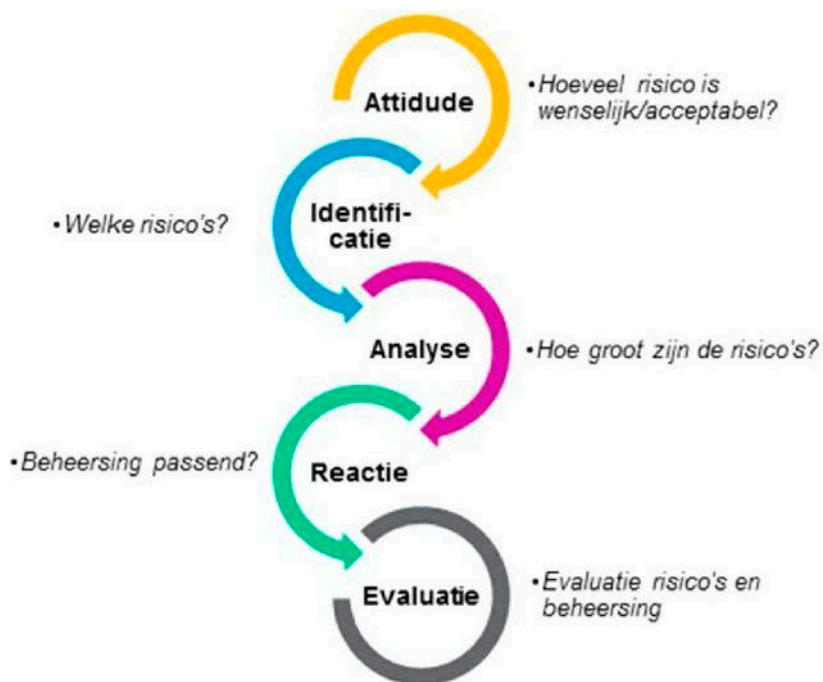 Attidude
•Hoeveel risico is
wenselijk/acceptabel?
Identifi-
catie
•Welke risico's?
Analyse
•Hoe groot zijn de risico's?
Reactie
•Beheersing passend?
Evaluatie
•Evaluatie risico's en
beheersing